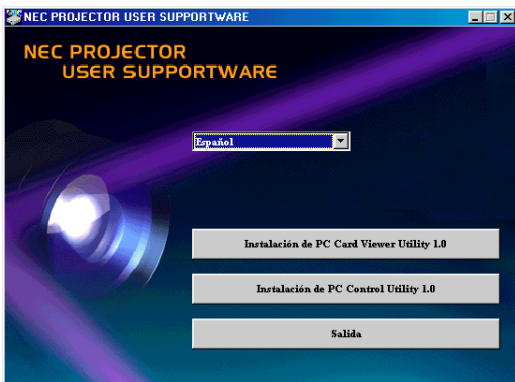 NEC PROJECTOR USER SUPPORTWARE
NEC PROJECTOR
USER SUPPORTWARE
Español
Instalación de PC Card Viewer Utility 1.0
Instalación de PC Control Utility 1.0
Salida